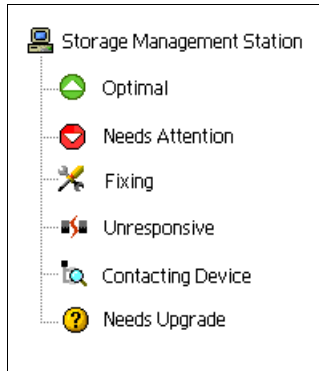 Storage Management Station
Optimal
Needs Attention
Fixing
Unresponsive
Contacting Device
Needs Upgrade